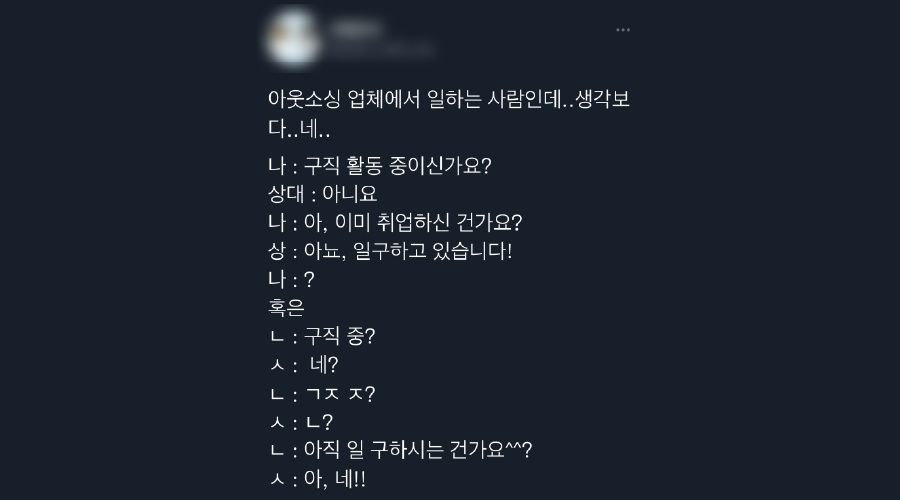 아웃소싱 업체에서 일하는 사람인데..생각보
다..네..
나 : 구직 활동 중이신가요?
상대 : 아니요
나 : 아, 이미 취업하신 건가요?
상 : 아뇨, 일구하고 있습니다!
나 : ?
혹은
ㄴ : 구직 중?
ㅅ : 네?
ㄴ : ㄱㅈ ㅈ?
ㅅ : ㄴ?
ㄴ : 아직 일 구하시는 건가요^^?
ㅅ : 아, 네!!